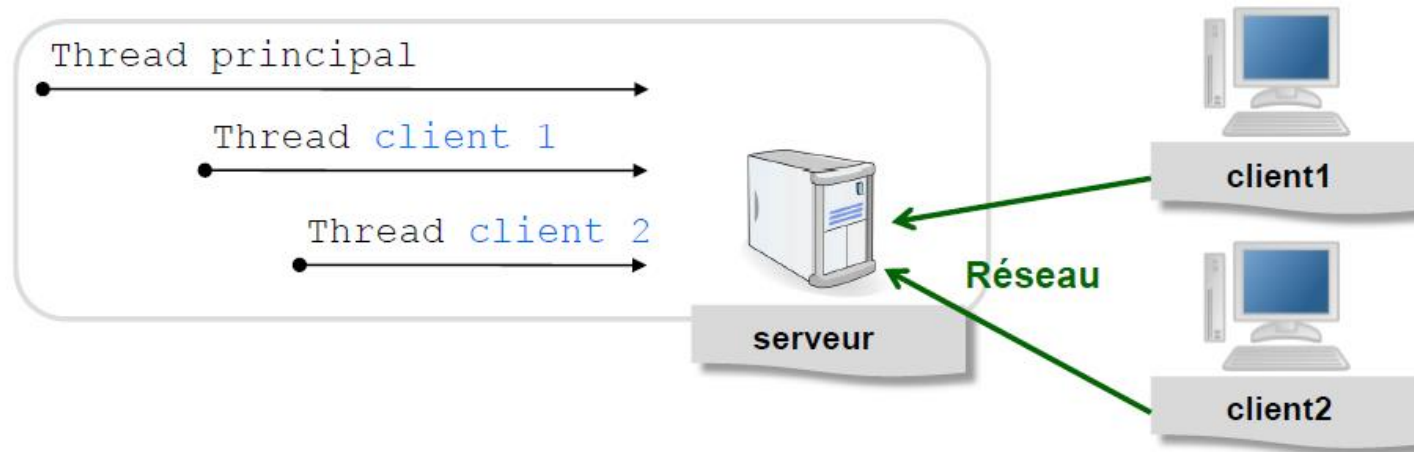 Thread principal
Thread client 1
Thread client 2
client1
Réseau
serveur
client2